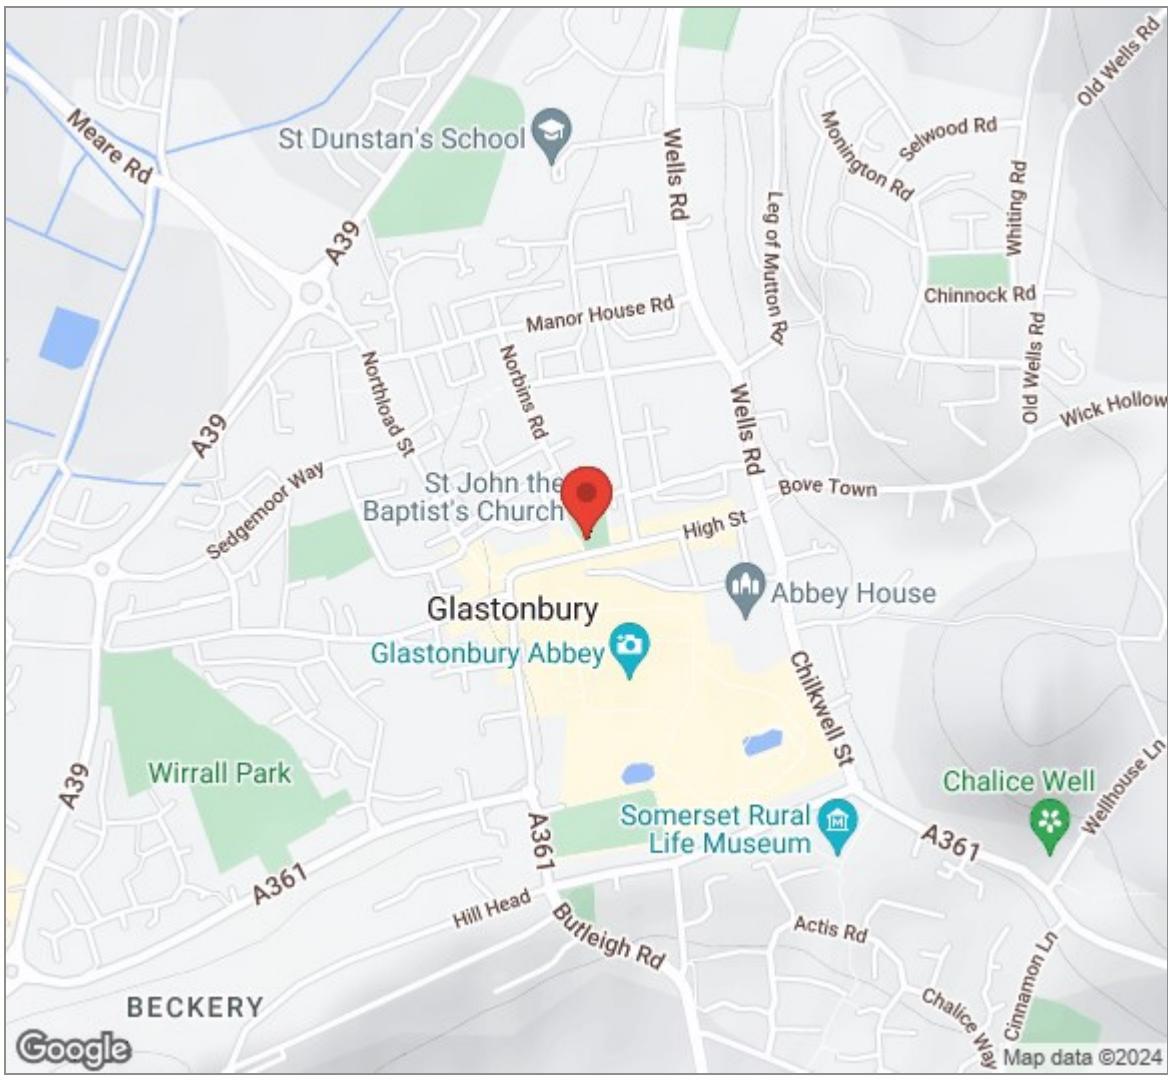 Old Wells Rd
Meare Rd
St Dunstan's School
Wells Rd
Monington Rd
Selwood Rd
Whiting Rd
Leg of Mutton Rd
A39
Chinnock Rd
Manor House Rd
Norbins Rd
Northload St
Old Wells Rd
Wick Hollow
Wells Rd
A39
Sedgemoor Way
St John the
Baptist's Church
Bove Town
High St
Abbey House
Glastonbury
Glastonbury Abbey
Chilkwell St
Wirrall Park
A39
Chalice Well
Wellhouse Ln
Somerset Rural
Life Museum
A361
A361
A361
Hill Head
Butleigh Rd
Actis Rd
Cinnamon Ln
Chalice Way
BECKERY
Google
Map data ©2024